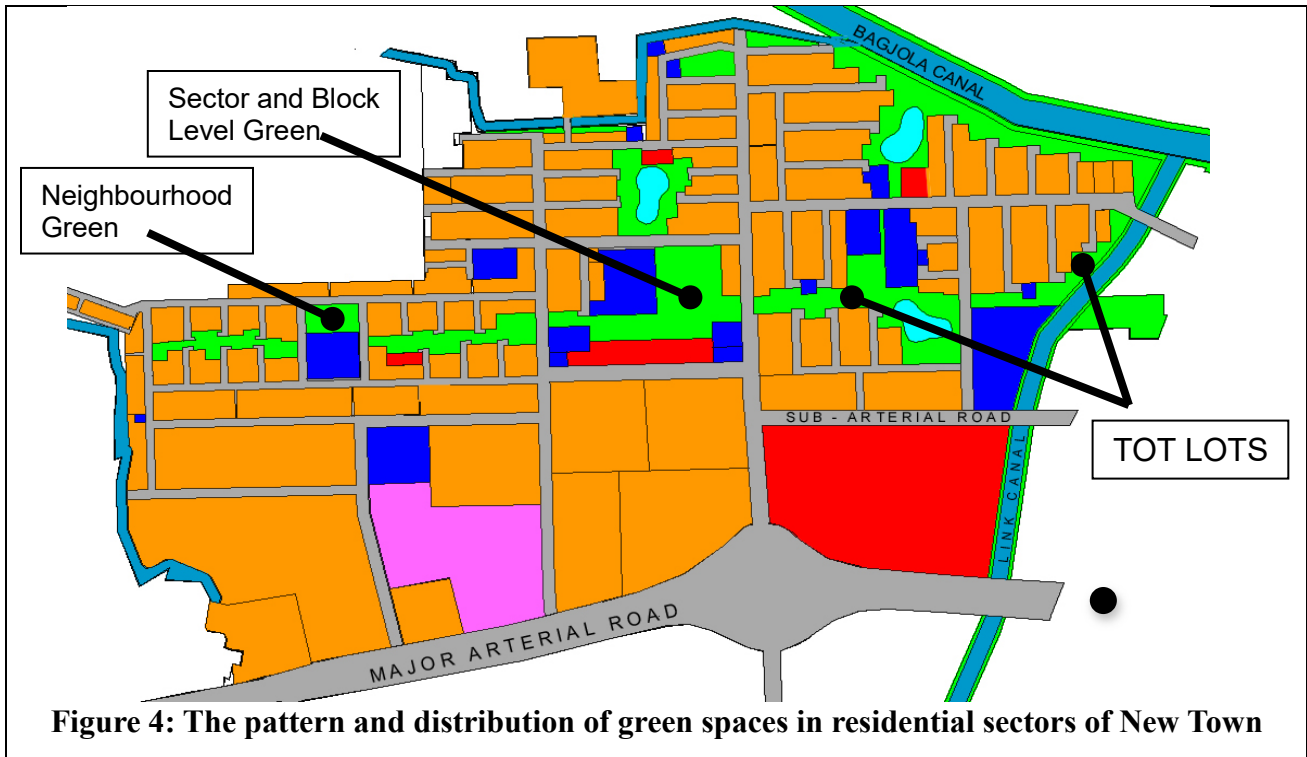 BAGJOLA CANAL
Sector and Block
Level Green
Neighbourhood
Green
SUB - ARTERIAL ROAD
TOT LOTS
LINK CANAL
MAJOR ARTERIAL ROAD
Figure 4: The pattern and distribution of green spaces in residential sectors of New Town